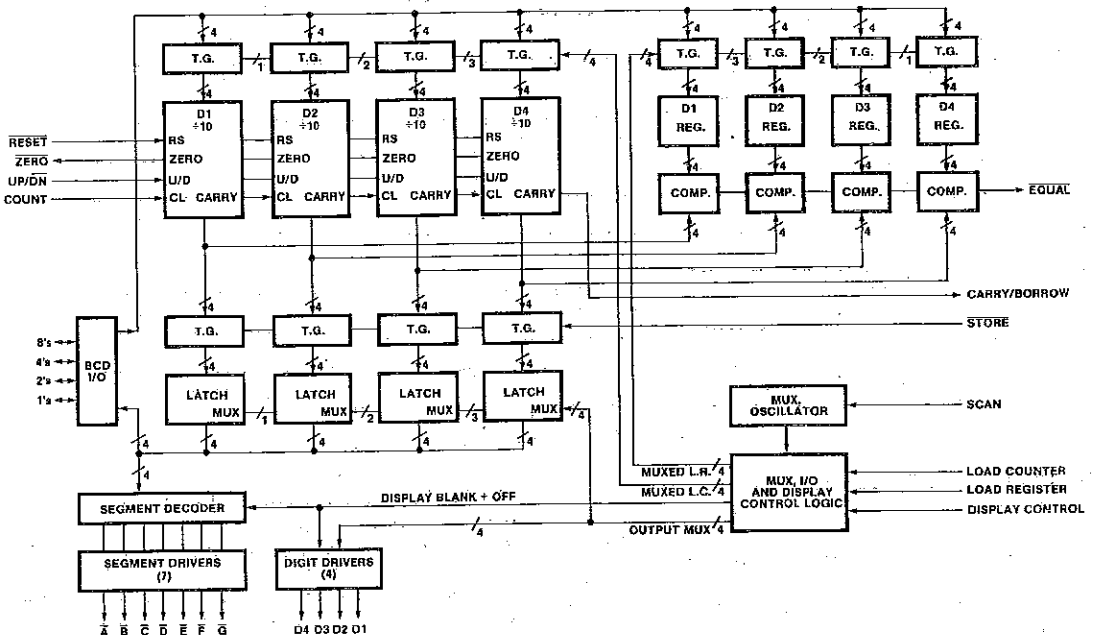 4 4 4 4 4 4 4 4
T.G. 1 T.G. 2 T.G. 3 T.G. 4 4 T.G. 3 T.G. 2 T.G. 1 T.G.
4 4 4 4 4 4 4 4
D1 ÷10 D2 ÷10 D3 ÷10 D4 ÷10
D1 REG. D2 REG. D3 REG. D4 REG.
RESET RS RS RS RS
ZERO ZERO ZERO ZERO ZERO
UP/DN U/D U/D U/D U/D
COUNT CL CARRY CL CARRY CL CARRY CL CARRY
4 4 4 4
COMP. COMP. COMP. COMP. EQUAL
4 4 4 4
CARRY/BORROW
4 4 4 4
T.G. T.G. T.G. T.G. STORE
8's
4's
2's
1's
BCD I/O
4 4 4 4
LATCH MUX 1 LATCH MUX 2 LATCH MUX 3 LATCH MUX 4
4 4 4 4 4
4
MUX. OSCILLATOR SCAN
MUXED L.R. 4
MUXED L.C. 4
OUTPUT MUX 4
MUX, I/O
AND DISPLAY
CONTROL LOGIC
LOAD COUNTER
LOAD REGISTER
DISPLAY CONTROL
DISPLAY BLANK + OFF
4
SEGMENT DECODER
SEGMENT DRIVERS
(7)
DIGIT DRIVERS
(4)
A B C D E F G
D4 D3 D2 D1